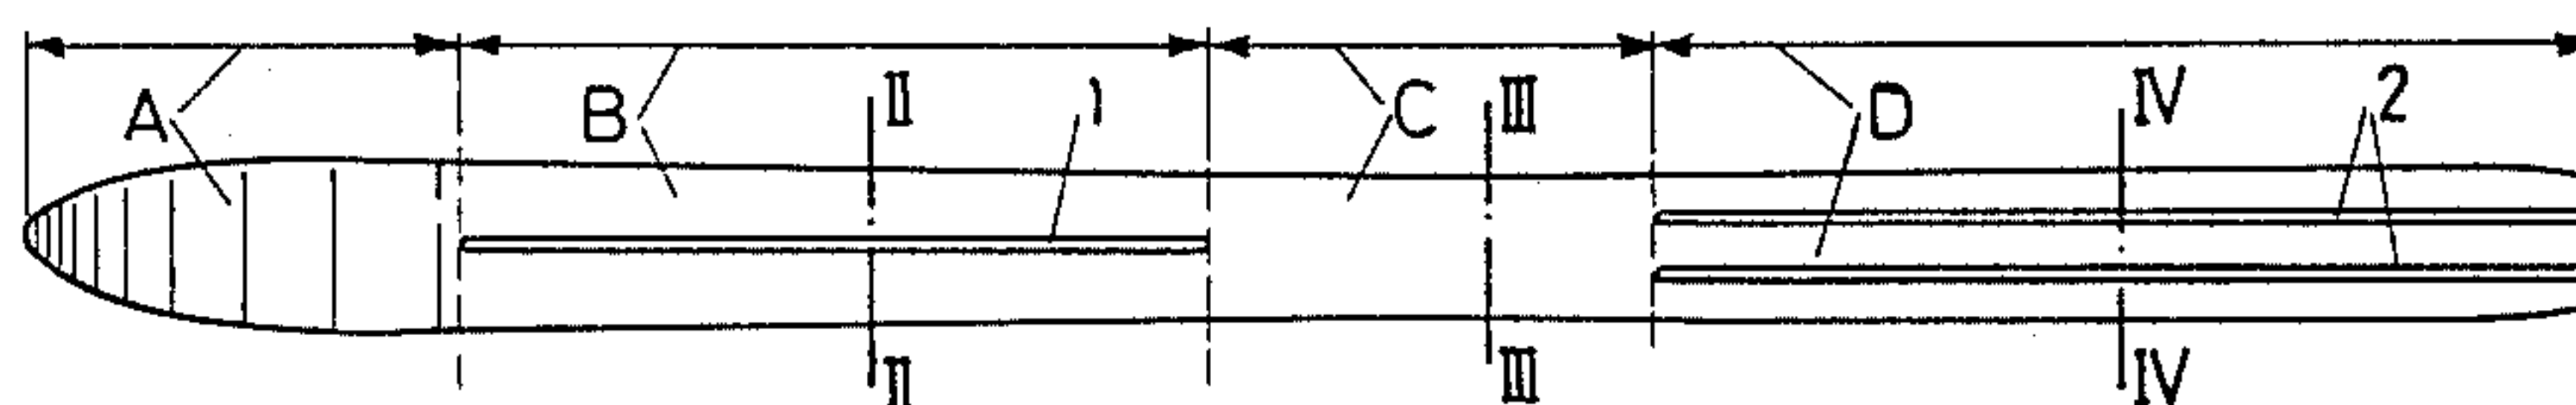 A B II 1 C III D IV 2
II III IV